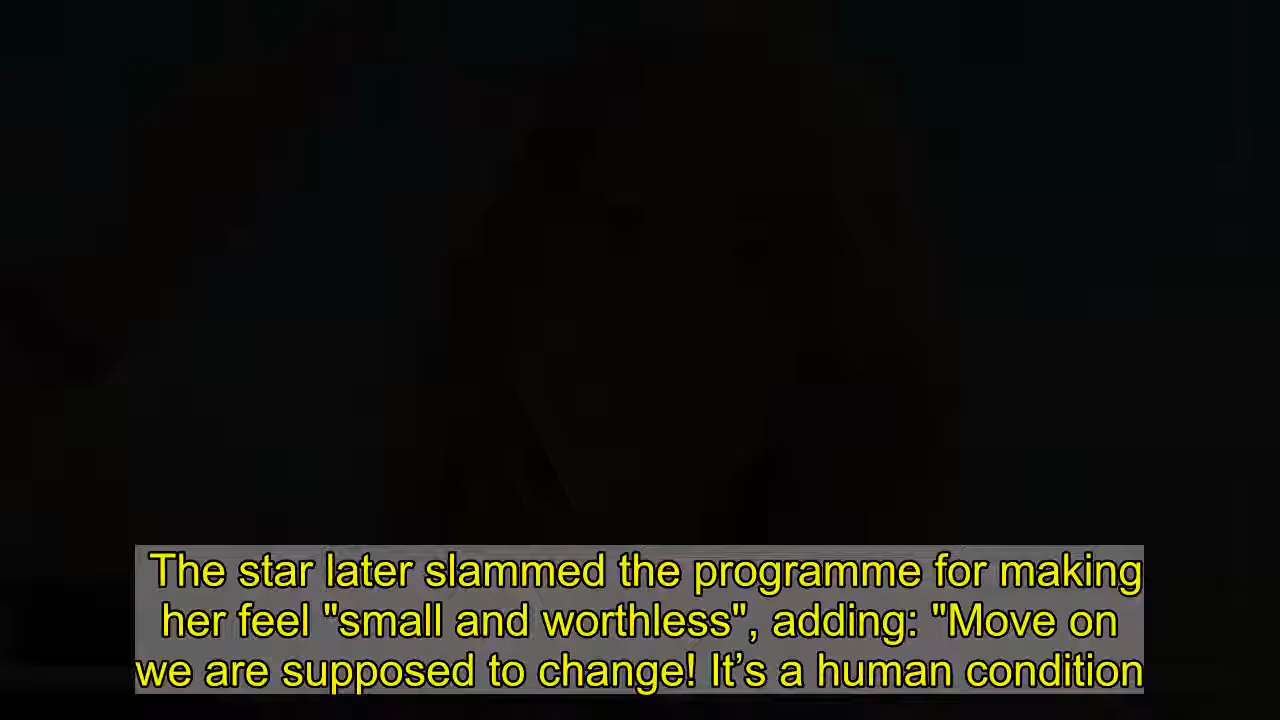 The star later slammed the programme for making
her feel "small and worthless", adding: "Move on
we are supposed to change! It’s a human condition